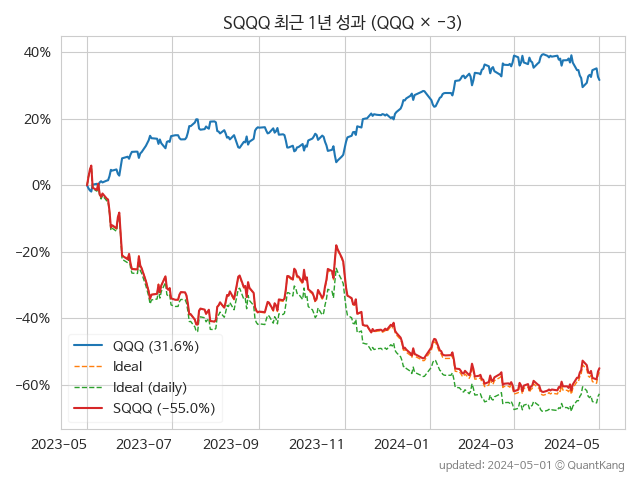 SQQQ 최근 1년 성과 (QQQ × −3)
40%
20%
0%
−20%
−40%
−60%
QQQ (31.6%)
Ideal
Ideal (daily)
SQQQ (−55.0%)
2023-05 2023-07 2023-09 2023-11 2024-01 2024-03 2024-05
updated: 2024-05-01 © QuantKang